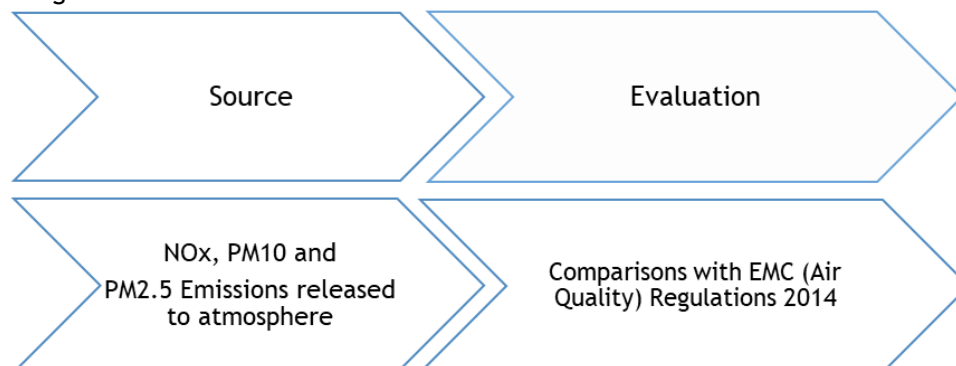 Source
Evaluation
NOx, PM10 and
PM2.5 Emissions released
to atmosphere
Comparisons with EMC (Air
Quality) Regulations 2014